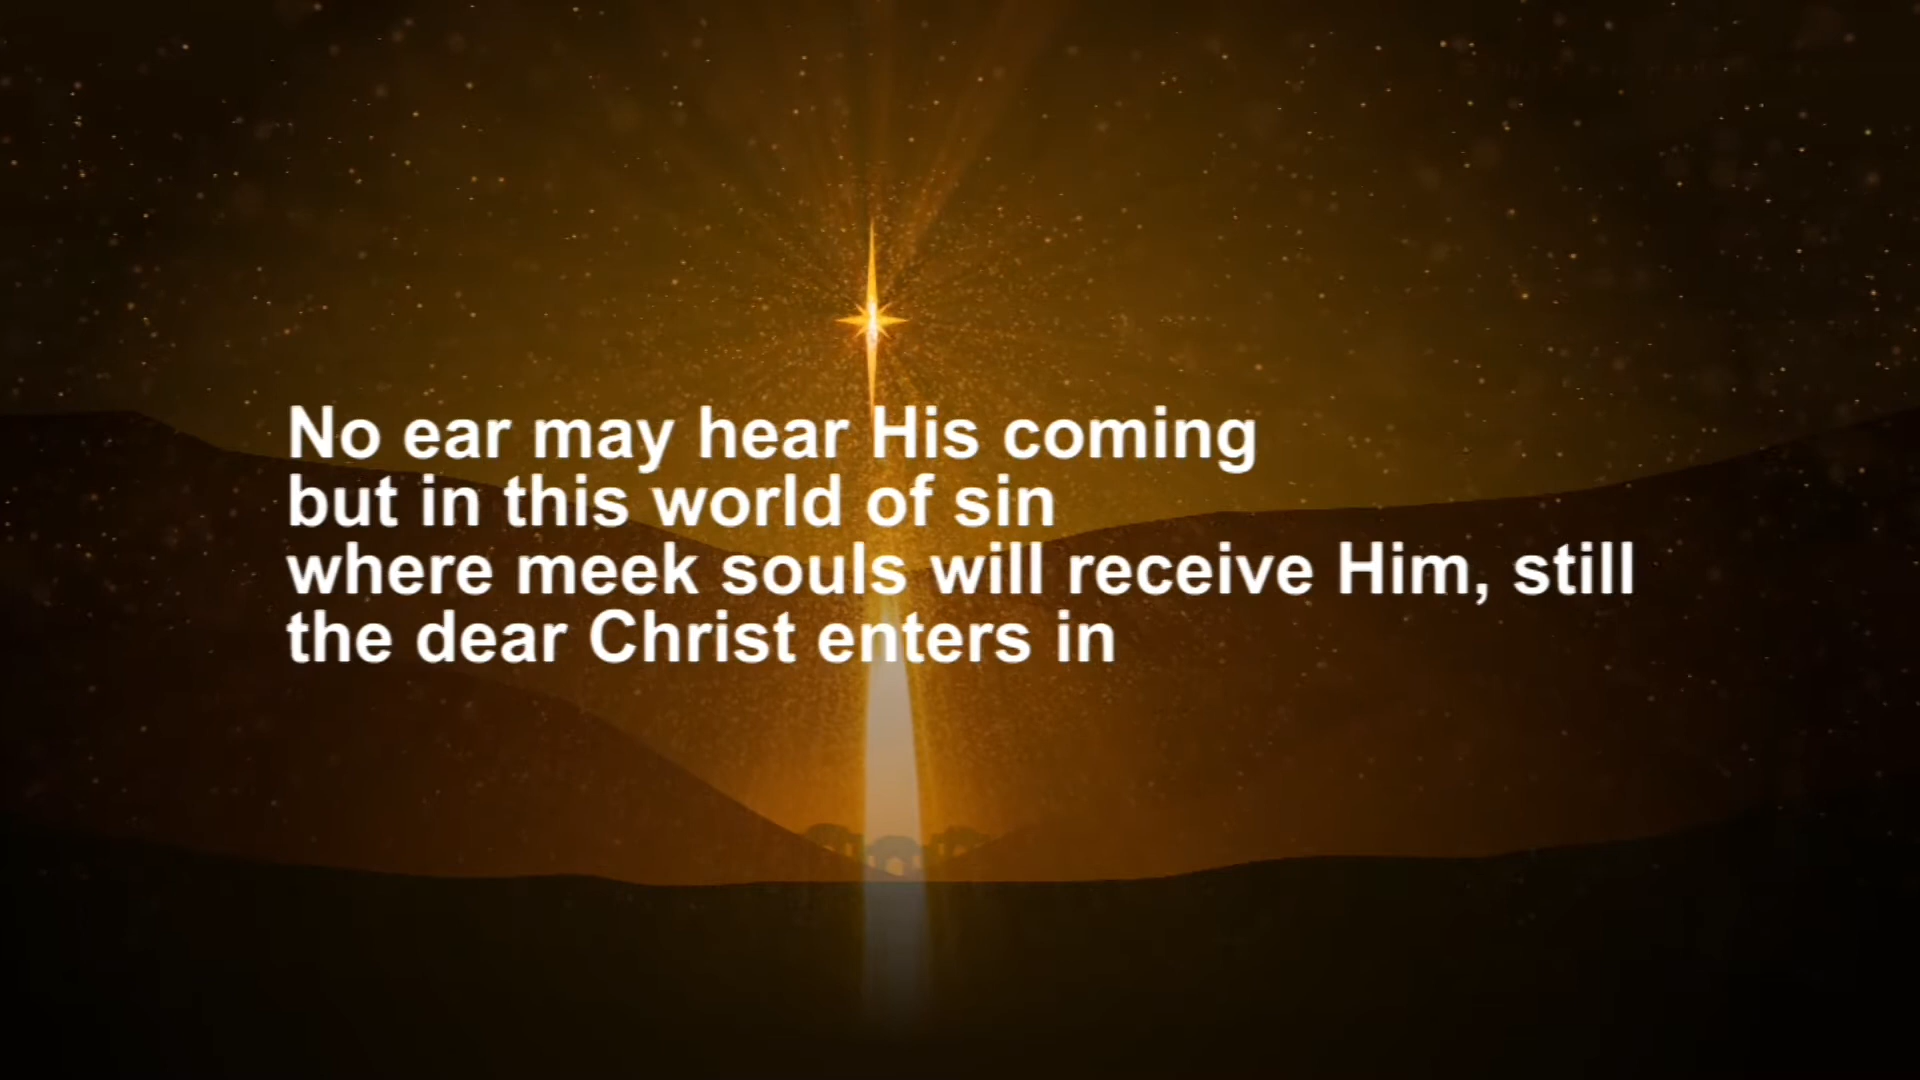 No ear may hear His coming
but in this world of sin
where meek souls will receive Him, still
the dear Christ enters in